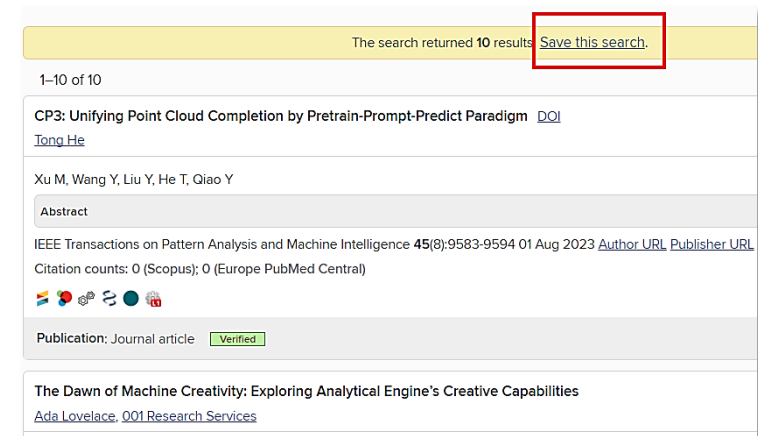 The search returned 10 results. Save this search.
1–10 of 10
CP3: Unifying Point Cloud Completion by Pretrain-Prompt-Predict Paradigm DOI
Tong He
Xu M, Wang Y, Liu Y, He T, Qiao Y
Abstract
IEEE Transactions on Pattern Analysis and Machine Intelligence 45(8):9583-9594 01 Aug 2023 Author URL Publisher URL
Citation counts: 0 (Scopus); 0 (Europe PubMed Central)
L1
Publication: Journal article Verified
The Dawn of Machine Creativity: Exploring Analytical Engine’s Creative Capabilities
Ada Lovelace, 001 Research Services